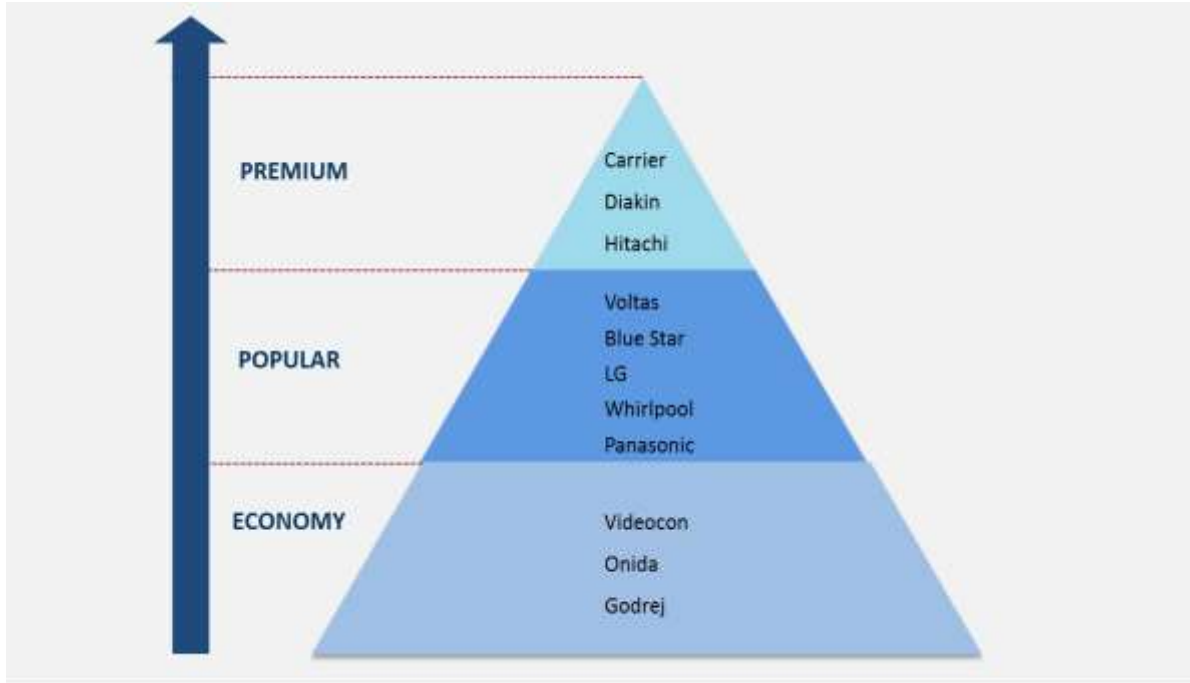 PREMIUM
Carrier
Diakin
Hitachi
POPULAR
Voltas
Blue Star
LG
Whirlpool
Panasonic
ECONOMY
Videocon
Onida
Godrej